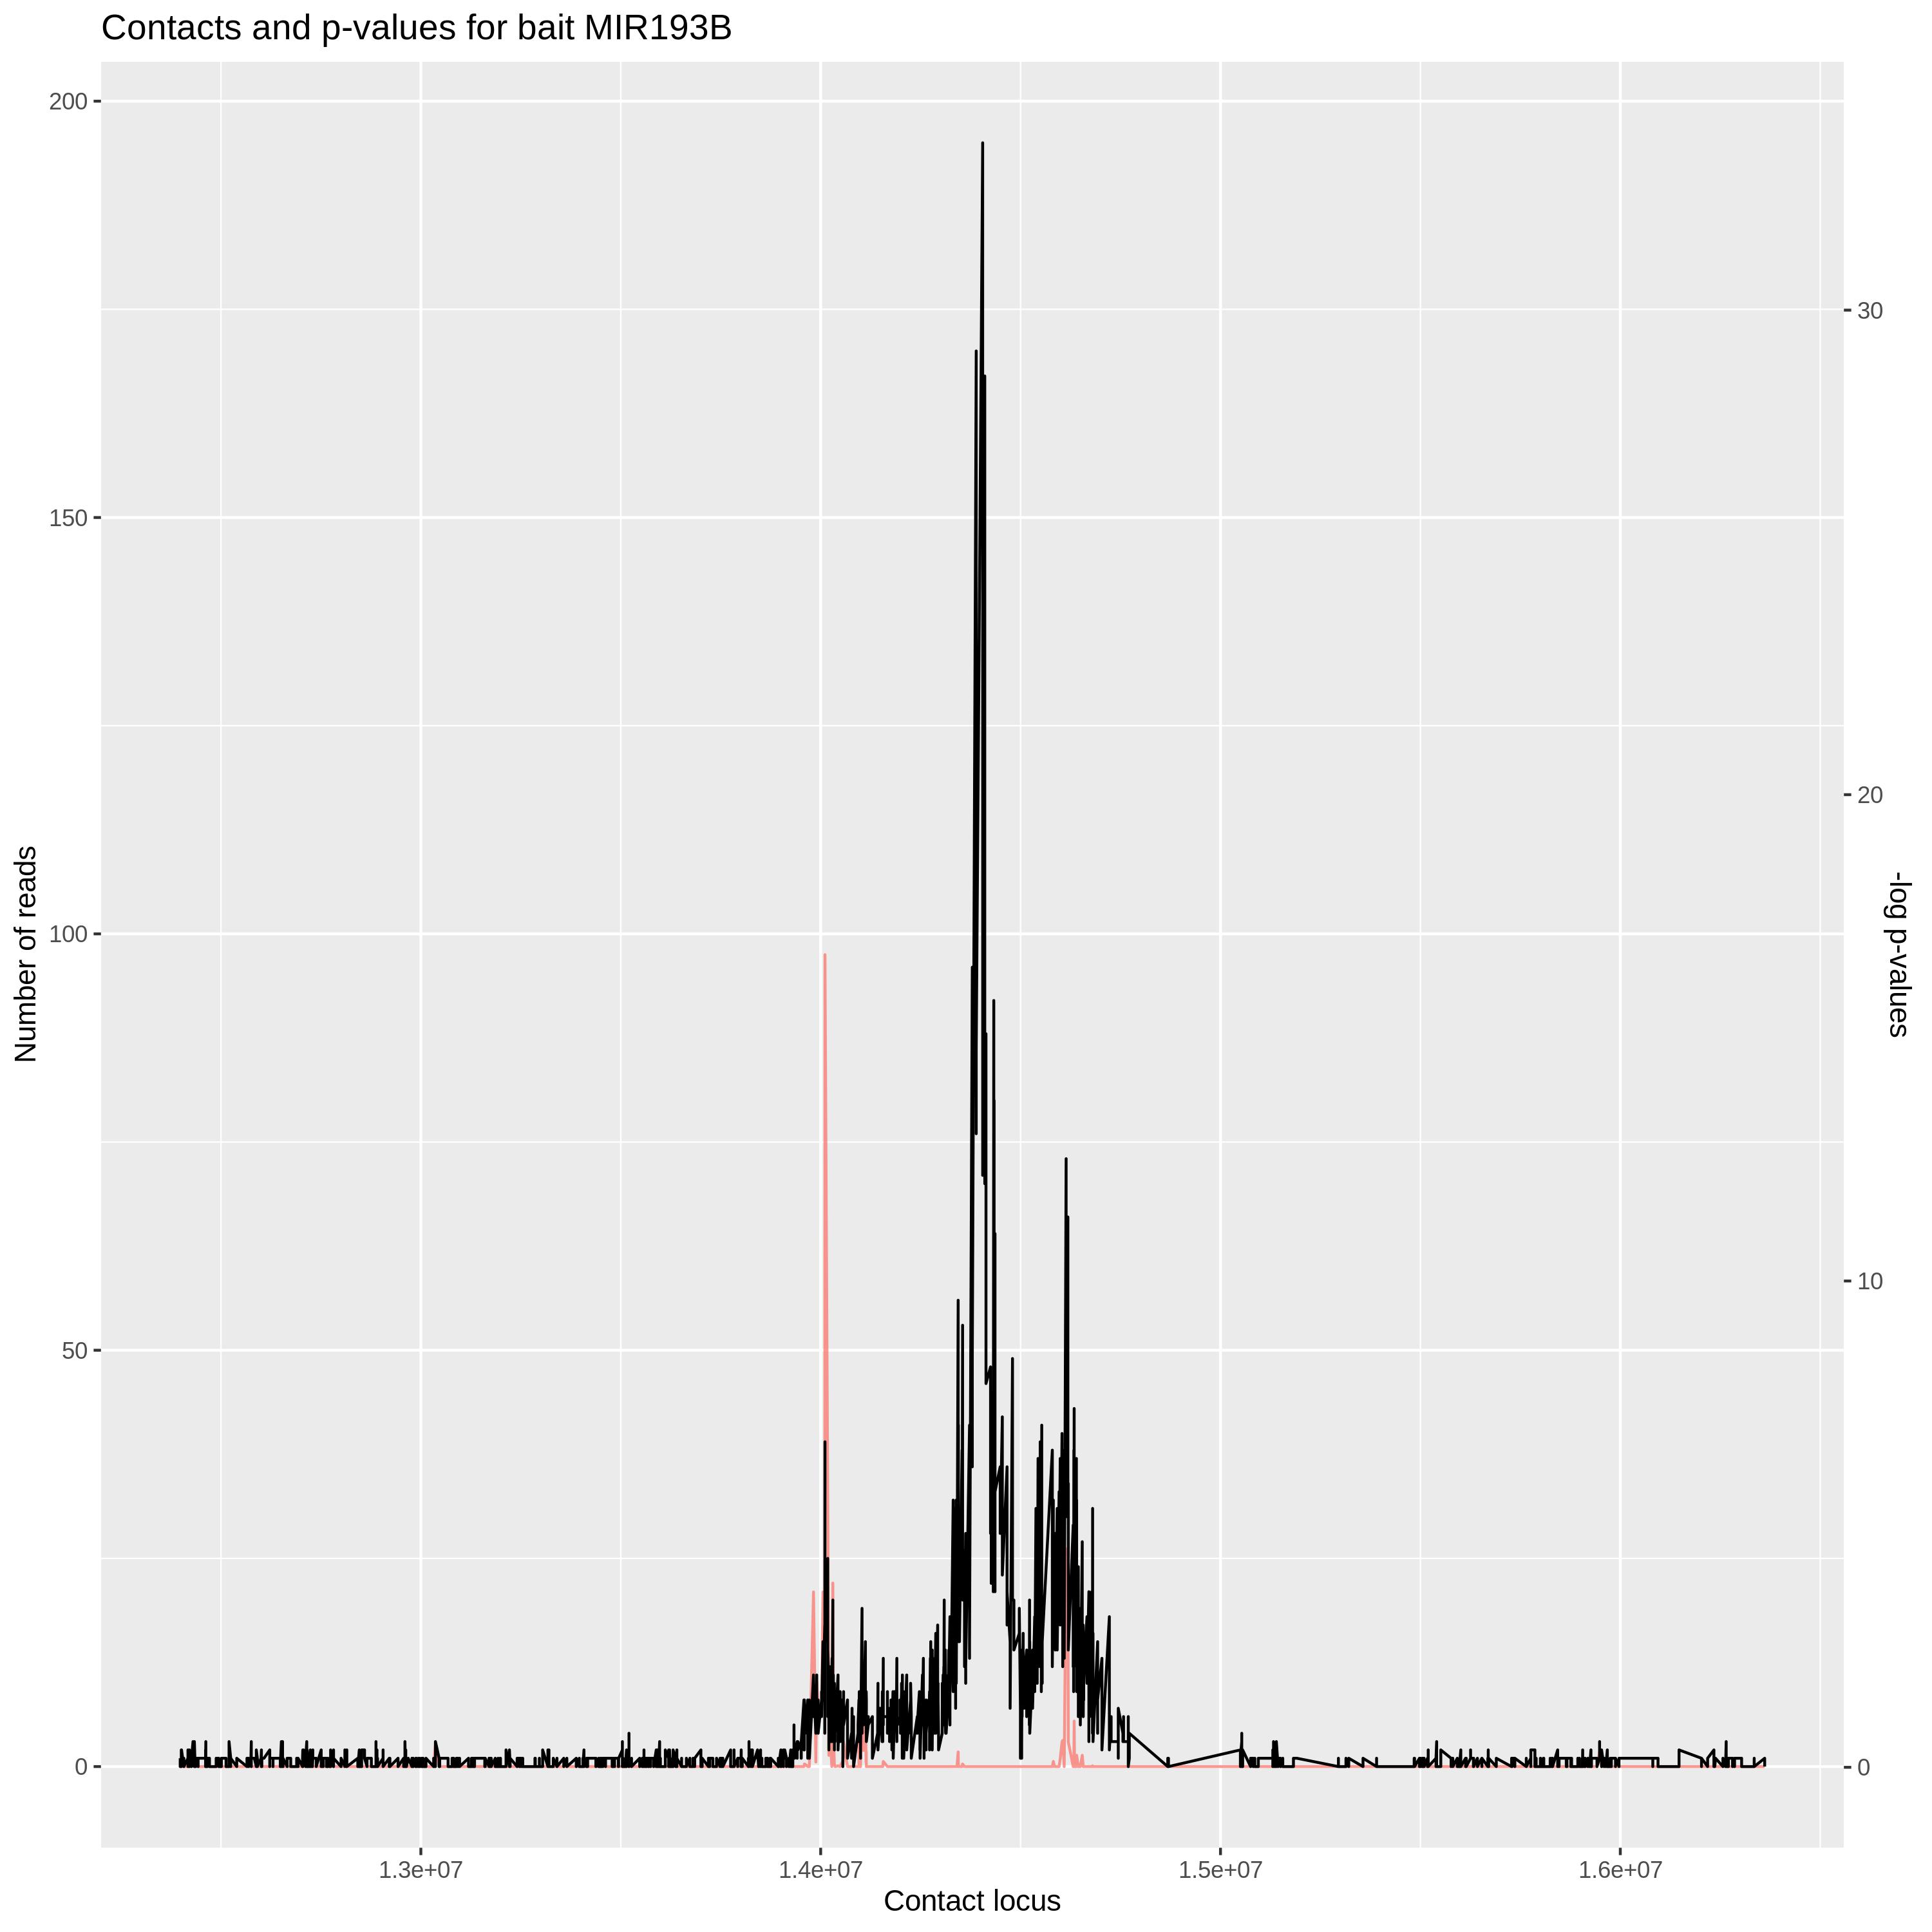 Contacts and p-values for bait MIR193B
200
150
100
50
0
Number of reads
30
20
10
0
-log p-values
1.3e+07
1.4e+07
1.5e+07
1.6e+07
Contact locus